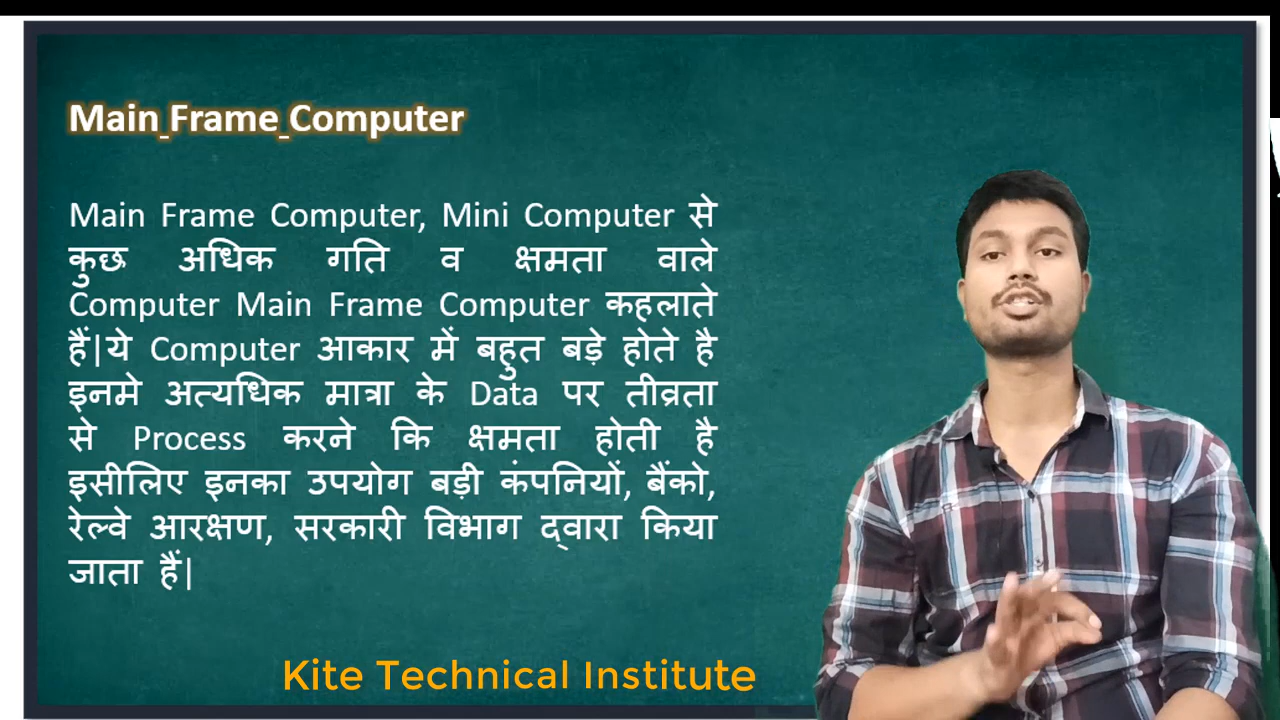 Main_Frame_Computer
Main Frame Computer, Mini Computer से
कुछ अधिक गति व क्षमता वाले
Computer Main Frame Computer कहलाते
हैं|ये Computer आकार में बहुत बड़े होते है
इनमे अत्यधिक मात्रा के Data पर तीव्रता
से Process करने कि क्षमता होती है
इसीलिए इनका उपयोग बड़ी कंपनियों, बैंको,
रेल्वे आरक्षण, सरकारी विभाग द्वारा किया
जाता हैं|
Kite Technical Institute